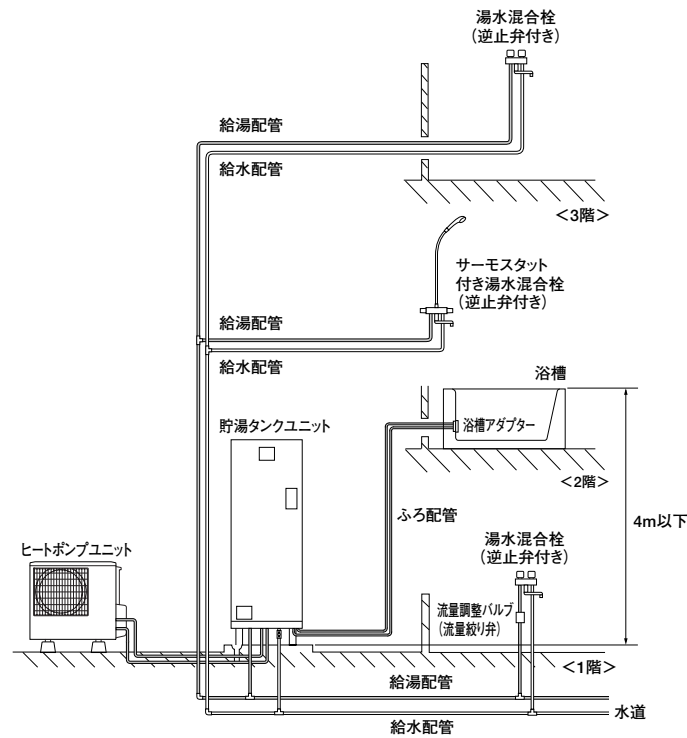 湯水混合栓
(逆止弁付き)
給湯配管
給水配管
<3階>
サーモスタット
付き湯水混合栓
(逆止弁付き)
給湯配管
給水配管
浴槽
貯湯タンクユニット
浴槽アダプター
<2階>
ふろ配管
4m以下
湯水混合栓
(逆止弁付き)
ヒートポンプユニット
流量調整バルブ
(流量絞り弁)
<1階>
給湯配管
水道
給水配管